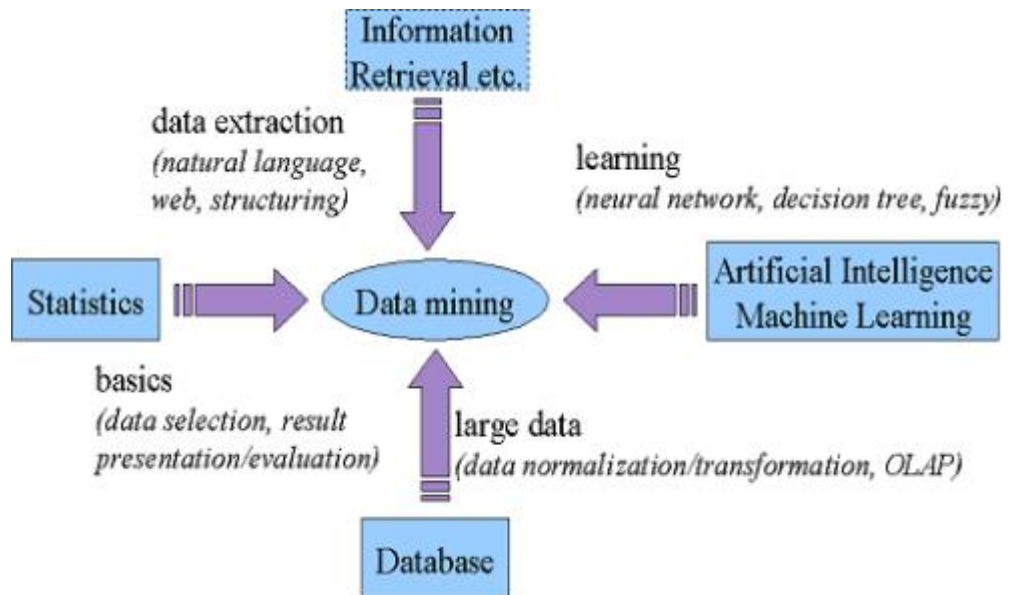 Information
Retrieval etc.
data extraction
(natural language,
web, structuring)
learning
(neural network, decision tree, fuzzy)
Statistics
Data mining
Artificial Intelligence
Machine Learning
basics
(data selection, result
presentation/evaluation)
large data
(data normalization/transformation, OLAP)
Database